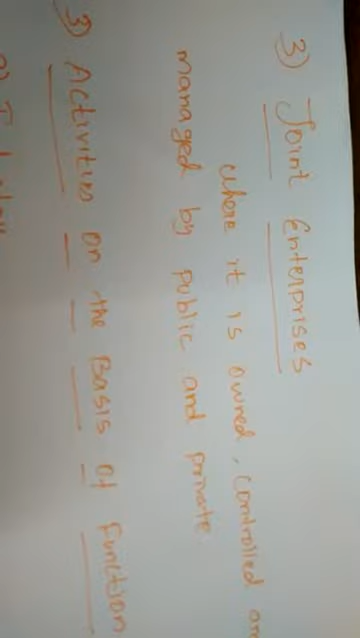 3) Joint Enterprises
where it is owned, controlled an
managed by public and private
3) Activities on the Basis of function